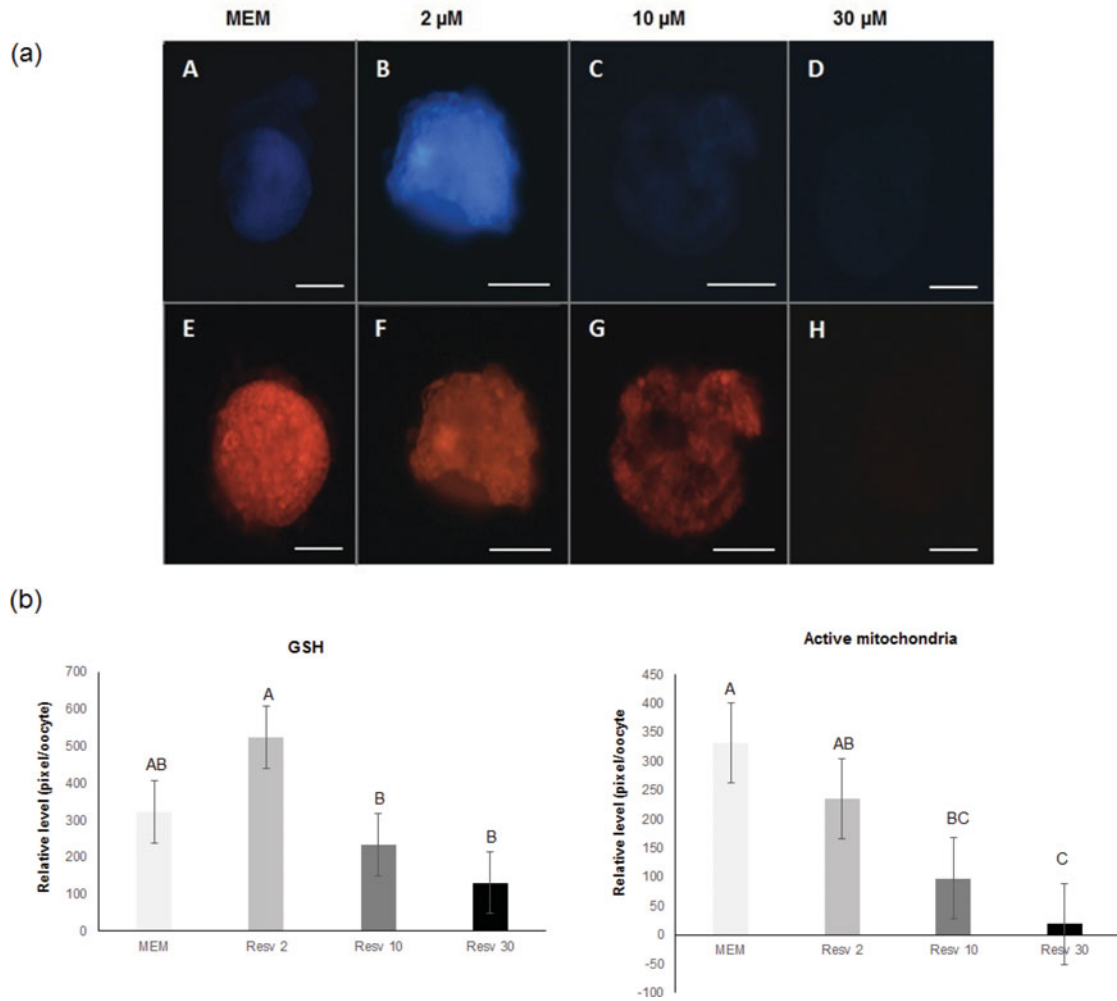 MEM 2 µM 10 µM 30 µM
(a)
A B C D
E F G H
(b)
GSH
Relative level (pixel/oocyte)
700
600
500
400
300
200
100
0
AB A B B
MEM Resv 2 Resv 10 Resv 30
Active mitochondria
Relative level (pixel/oocyte
450
400
350
300
250
200
150
100
50
0
-50
-100
A AB BC C
MEM Resv 2 Resv 10 Resv 30